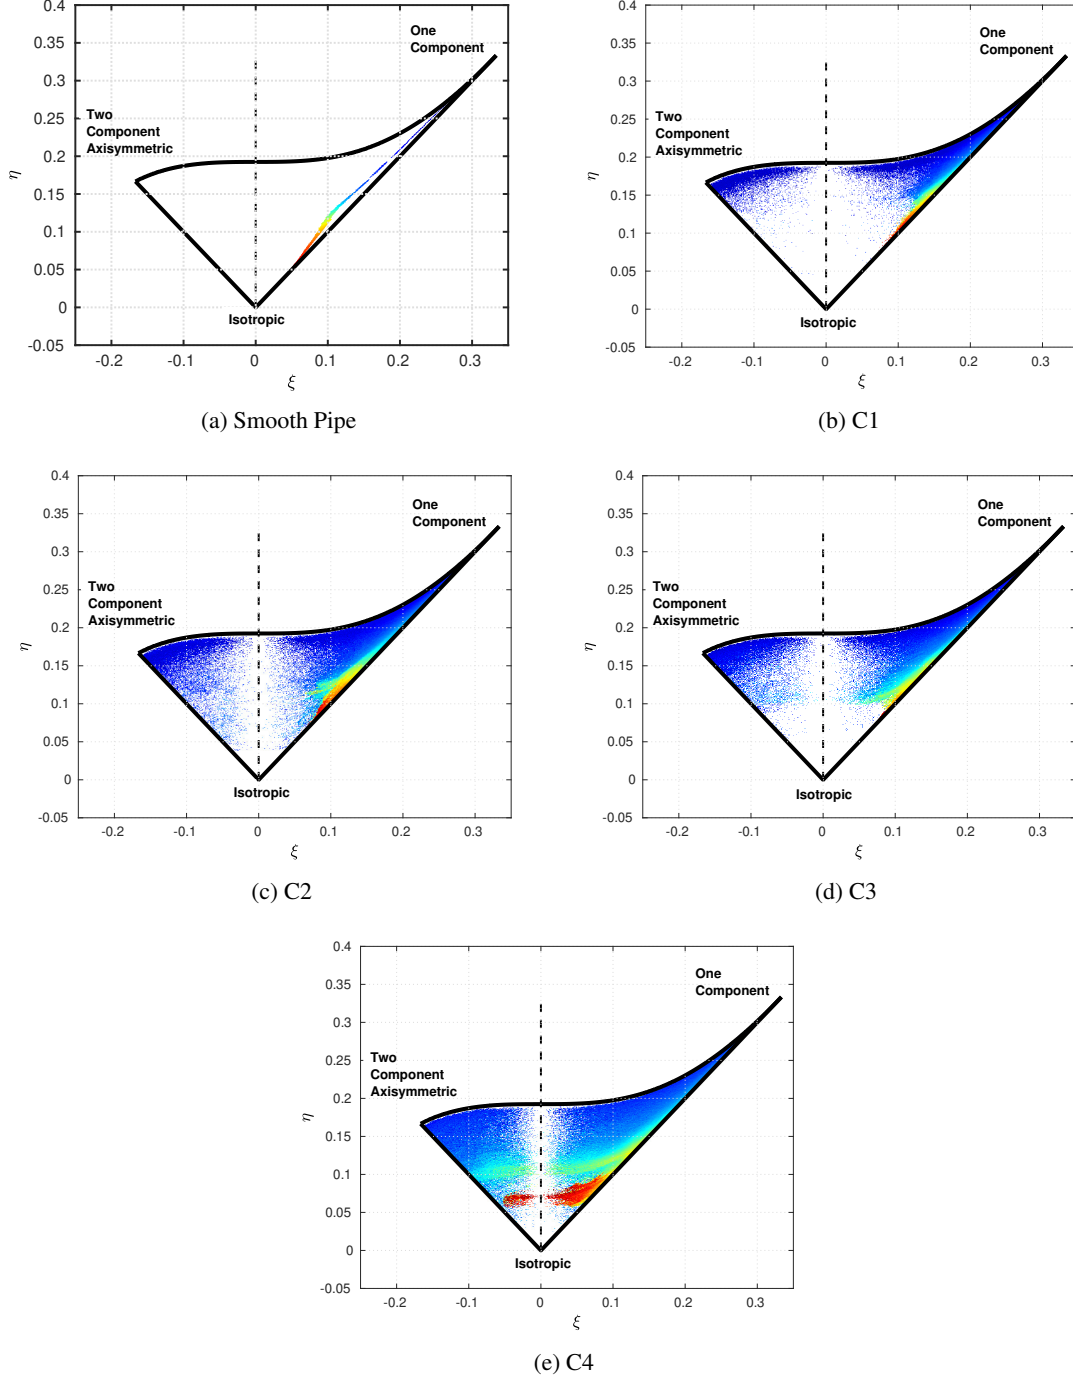 0.4
0.35
0.3
0.25
0.2
0.15
0.1
0.05
0
-0.05
η
-0.2
-0.1
0
0.1
0.2
0.3
ξ
One
Component
Two
Component
Axisymmetric
Isotropic
(a) Smooth Pipe
0.4
0.35
0.3
0.25
0.2
0.15
0.1
0.05
0
-0.05
η
-0.2
-0.1
0
0.1
0.2
0.3
ξ
One
Component
Two
Component
Axisymmetric
Isotropic
(b) C1
0.4
0.35
0.3
0.25
0.2
0.15
0.1
0.05
0
-0.05
η
-0.2
-0.1
0
0.1
0.2
0.3
ξ
One
Component
Two
Component
Axisymmetric
Isotropic
(c) C2
0.4
0.35
0.3
0.25
0.2
0.15
0.1
0.05
0
-0.05
η
-0.2
-0.1
0
0.1
0.2
0.3
ξ
One
Component
Two
Component
Axisymmetric
Isotropic
(d) C3
0.4
0.35
0.3
0.25
0.2
0.15
0.1
0.05
0
-0.05
η
-0.2
-0.1
0
0.1
0.2
0.3
ξ
One
Component
Two
Component
Axisymmetric
Isotropic
(e) C4